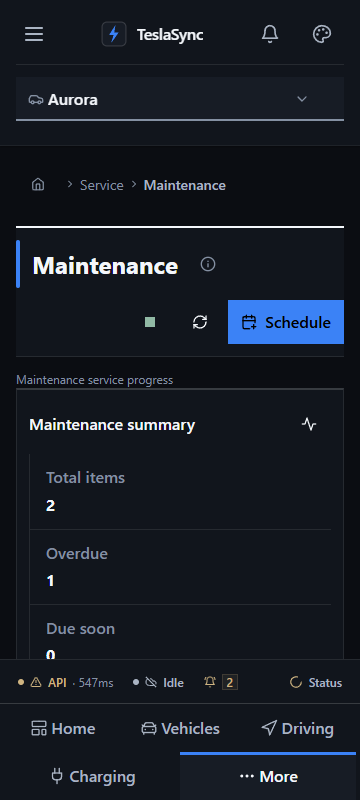 TeslaSync
Aurora
Service Maintenance
Maintenance
Schedule
Maintenance service progress
Maintenance summary
Total items
2
Overdue
1
Due soon
0
API · 547ms Idle 2 Status
Home Vehicles Driving
Charging More